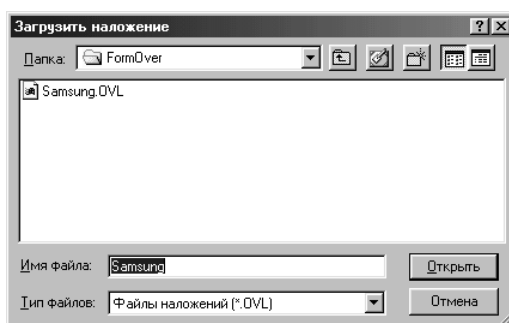 Загрузить наложение
Папка: FormOver
Samsung.OVL
Имя файла: Samsung Открыть
Тип файлов: Файлы наложений (*.OVL) Отмена